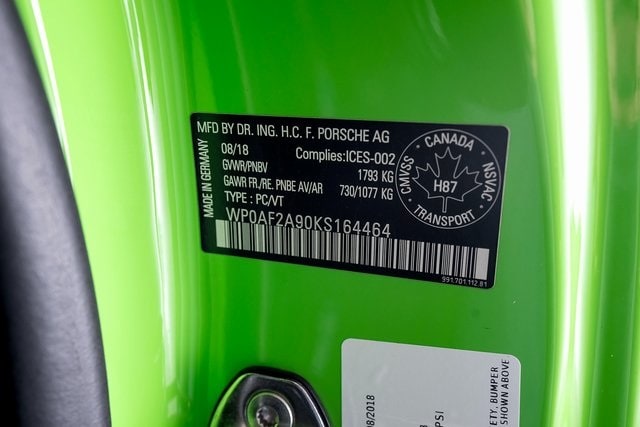 MFD BY DR. ING. H.C. F. PORSCHE AG
MADE IN GERMANY
08/18 Complies:ICES-002
GVWR/PNBV 1793 KG
GAWR FR./RE. PNBE AV/AR 730/1077 KG
TYPE : PC/VT
WP0AF2A90KS164464
CANADA
CMVSS
NSVAC
H87
TRANSPORT
991.701.112.81
08/2018
PSI
ETY, BUMPER
SHOWN ABOVE